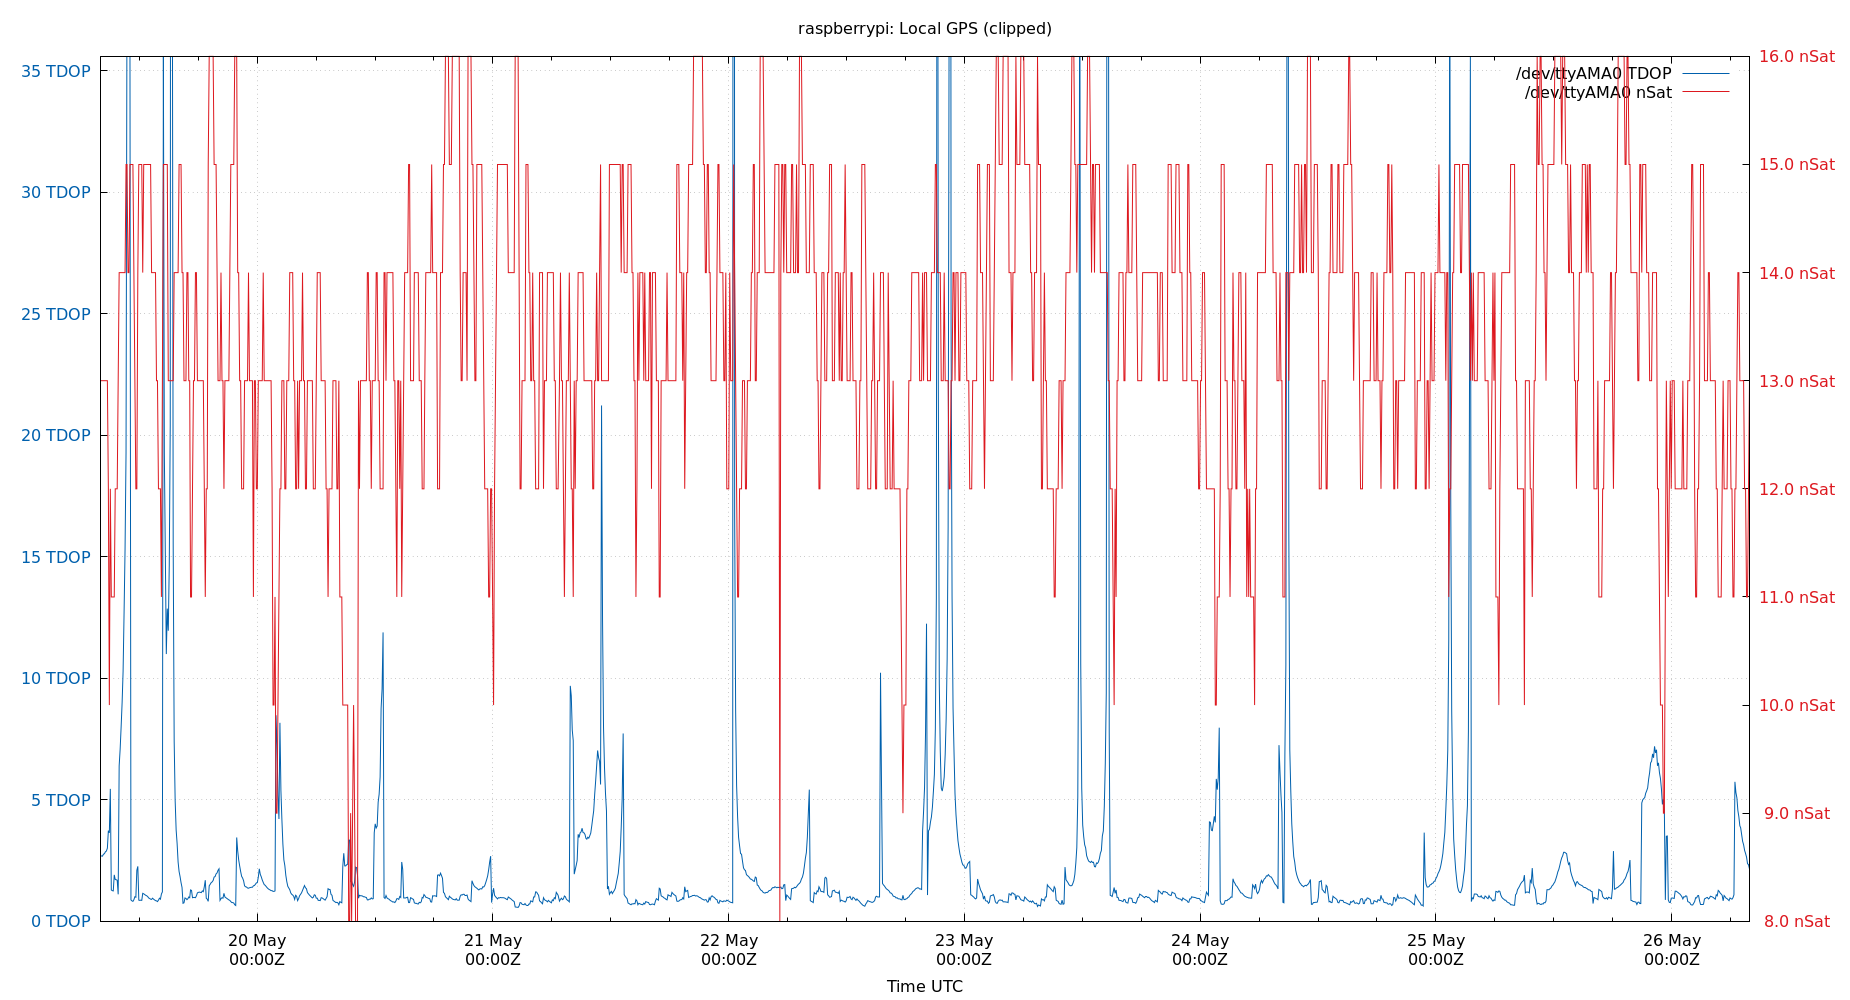 raspberrypi: Local GPS (clipped)
35 TDOP
30 TDOP
25 TDOP
20 TDOP
15 TDOP
10 TDOP
5 TDOP
0 TDOP
16.0 nSat
15.0 nSat
14.0 nSat
13.0 nSat
12.0 nSat
11.0 nSat
10.0 nSat
9.0 nSat
8.0 nSat
/dev/ttyAMA0 TDOP
/dev/ttyAMA0 nSat
20 May
00:00Z
21 May
00:00Z
22 May
00:00Z
23 May
00:00Z
24 May
00:00Z
25 May
00:00Z
26 May
00:00Z
Time UTC